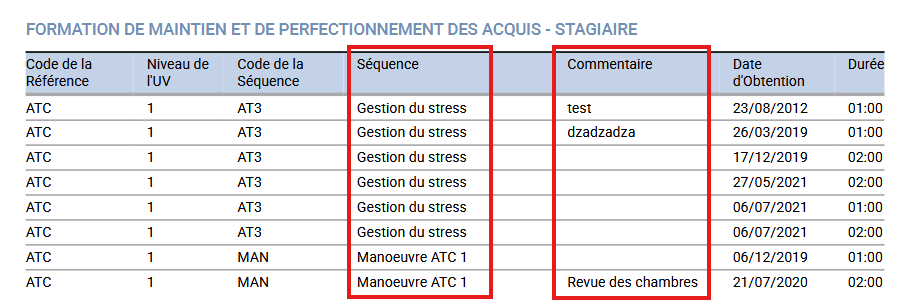 FORMATION DE MAINTIEN ET DE PERFECTIONNEMENT DES ACQUIS - STAGIAIRE
Code de la Référence Niveau de l'UV Code de la Séquence Séquence Commentaire Date d'Obtention Durée
ATC 1 AT3 Gestion du stress test 23/08/2012 01:00
ATC 1 AT3 Gestion du stress dzadzadza 26/03/2019 01:00
ATC 1 AT3 Gestion du stress 17/12/2019 02:00
ATC 1 AT3 Gestion du stress 27/05/2021 02:00
ATC 1 AT3 Gestion du stress 06/07/2021 01:00
ATC 1 AT3 Gestion du stress 06/07/2021 02:00
ATC 1 MAN Manoeuvre ATC 1 06/12/2019 01:00
ATC 1 MAN Manoeuvre ATC 1 Revue des chambres 21/07/2020 02:00